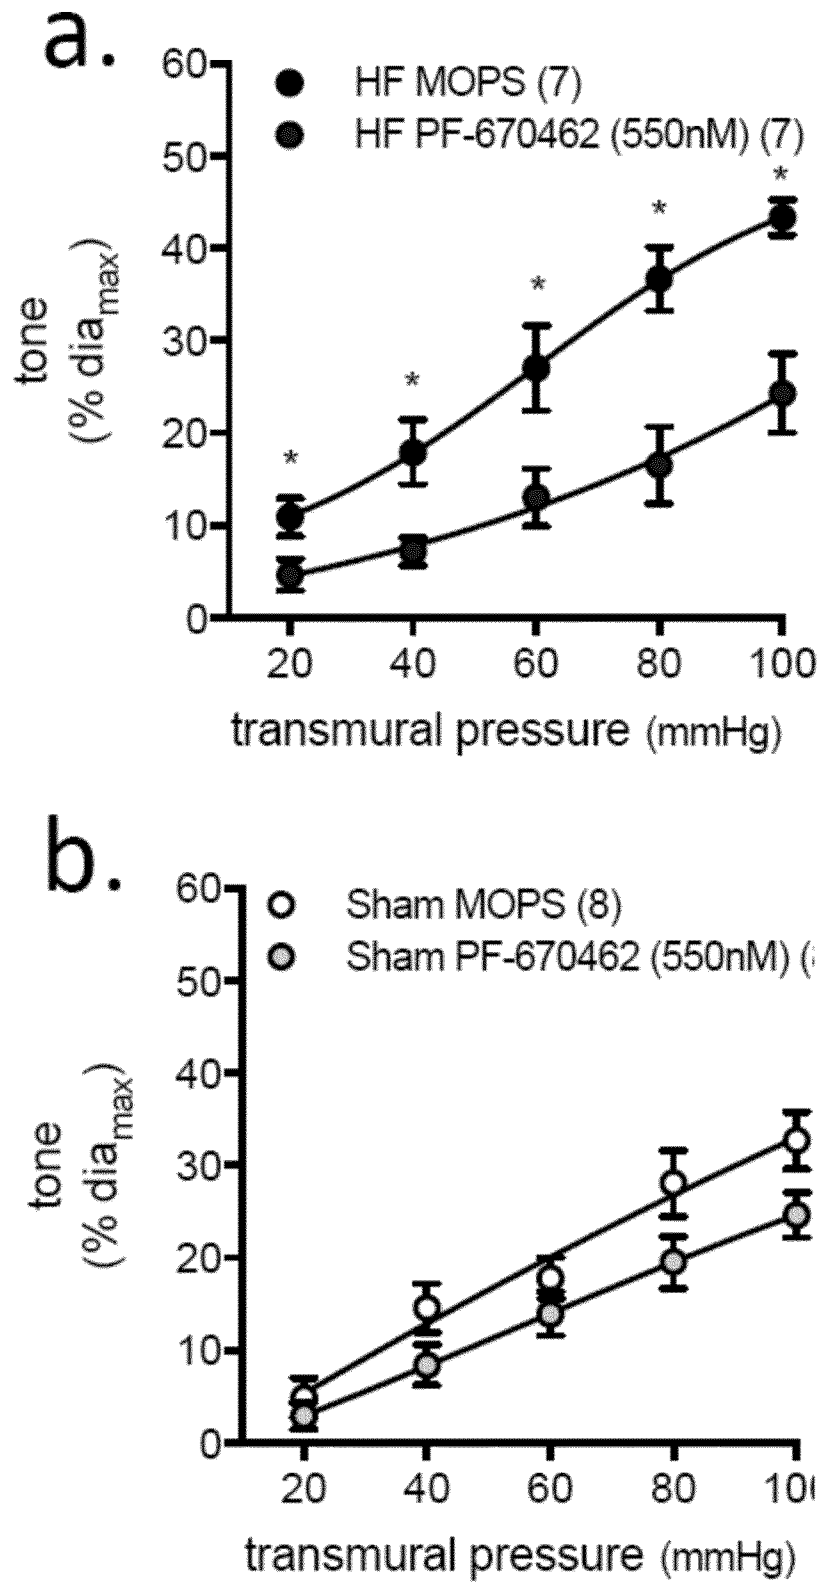 a.
60
HF MOPS (7)
HF PF-670462 (550nM) (7)
50
*
*
40
*
30
*
20
*
10
0
tone
(% dia_max)
20 40 60 80 100
transmural pressure (mmHg)
b.
60
Sham MOPS (8)
Sham PF-670462 (550nM) (
50
40
30
20
10
0
tone
(% dia_max)
20 40 60 80
transmural pressure (mmHg)